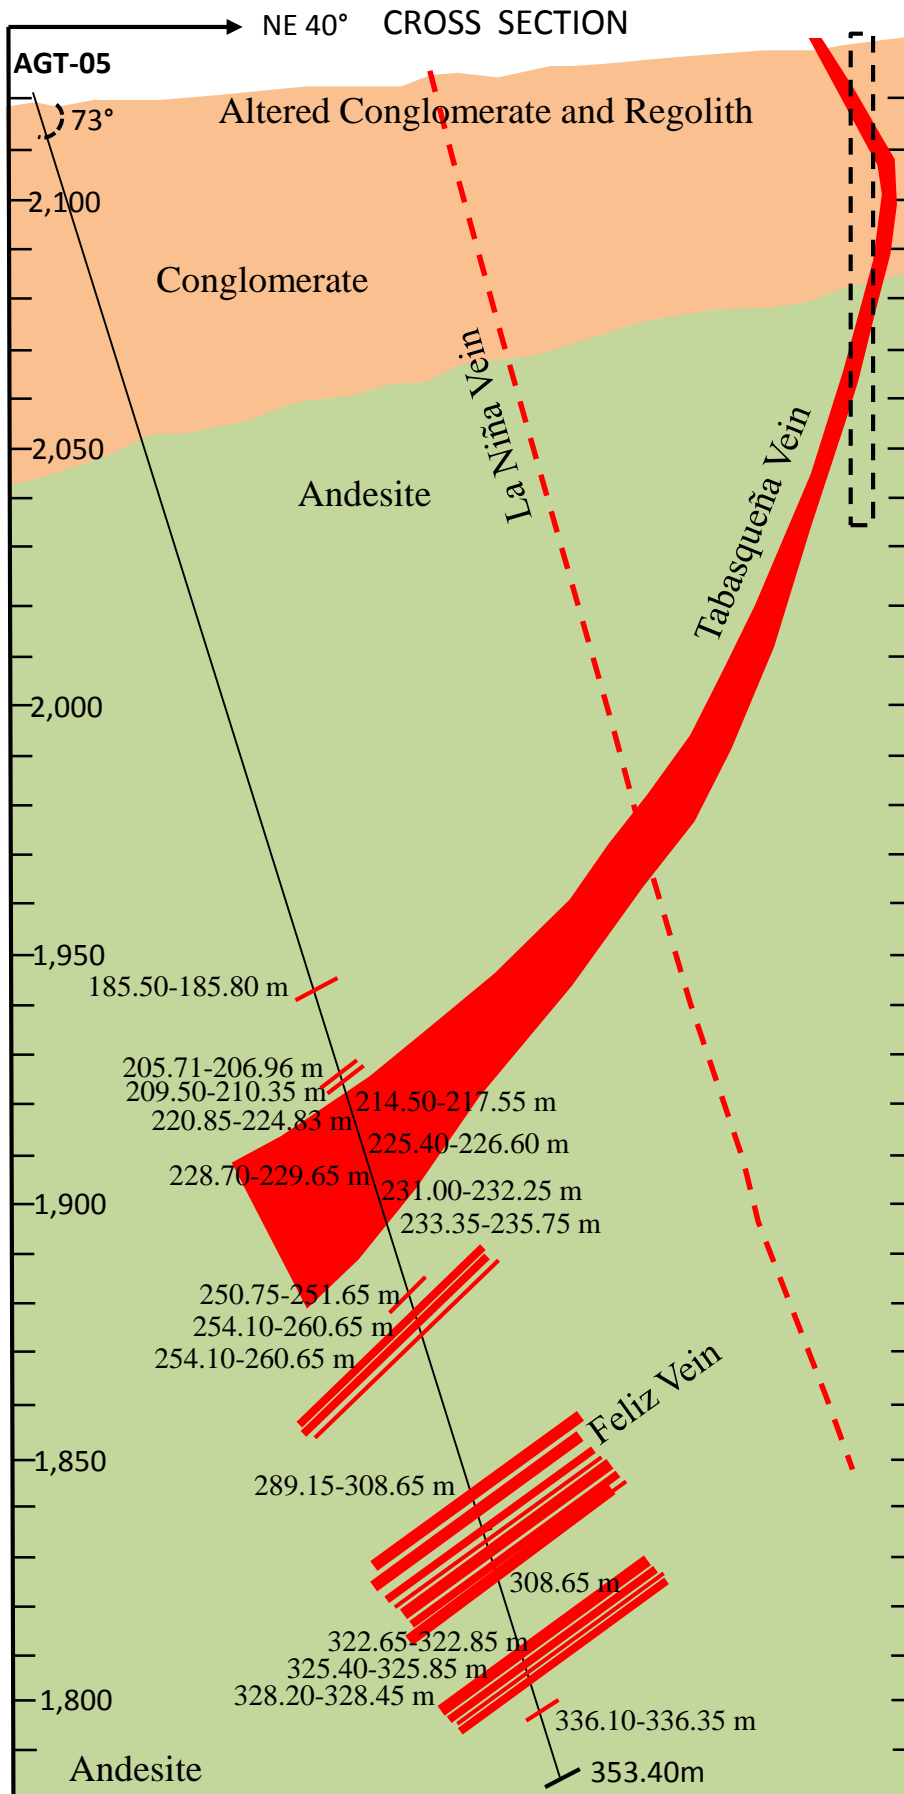 NE 40° CROSS SECTION
AGT-05
73°
Altered Conglomerate and Regolith
2,100
Conglomerate
La Niña Vein
2,050
Andesite
Tabasqueña Vein
2,000
1,950
185.50-185.80 m
205.71-206.96 m
209.50-210.35 m
214.50-217.55 m
220.85-224.83 m
225.40-226.60 m
228.70-229.65 m
231.00-232.25 m
1,900
233.35-235.75 m
250.75-251.65 m
254.10-260.65 m
254.10-260.65 m
Feliz Vein
1,850
289.15-308.65 m
308.65 m
322.65-322.85 m
325.40-325.85 m
328.20-328.45 m
1,800
336.10-336.35 m
Andesite
353.40m